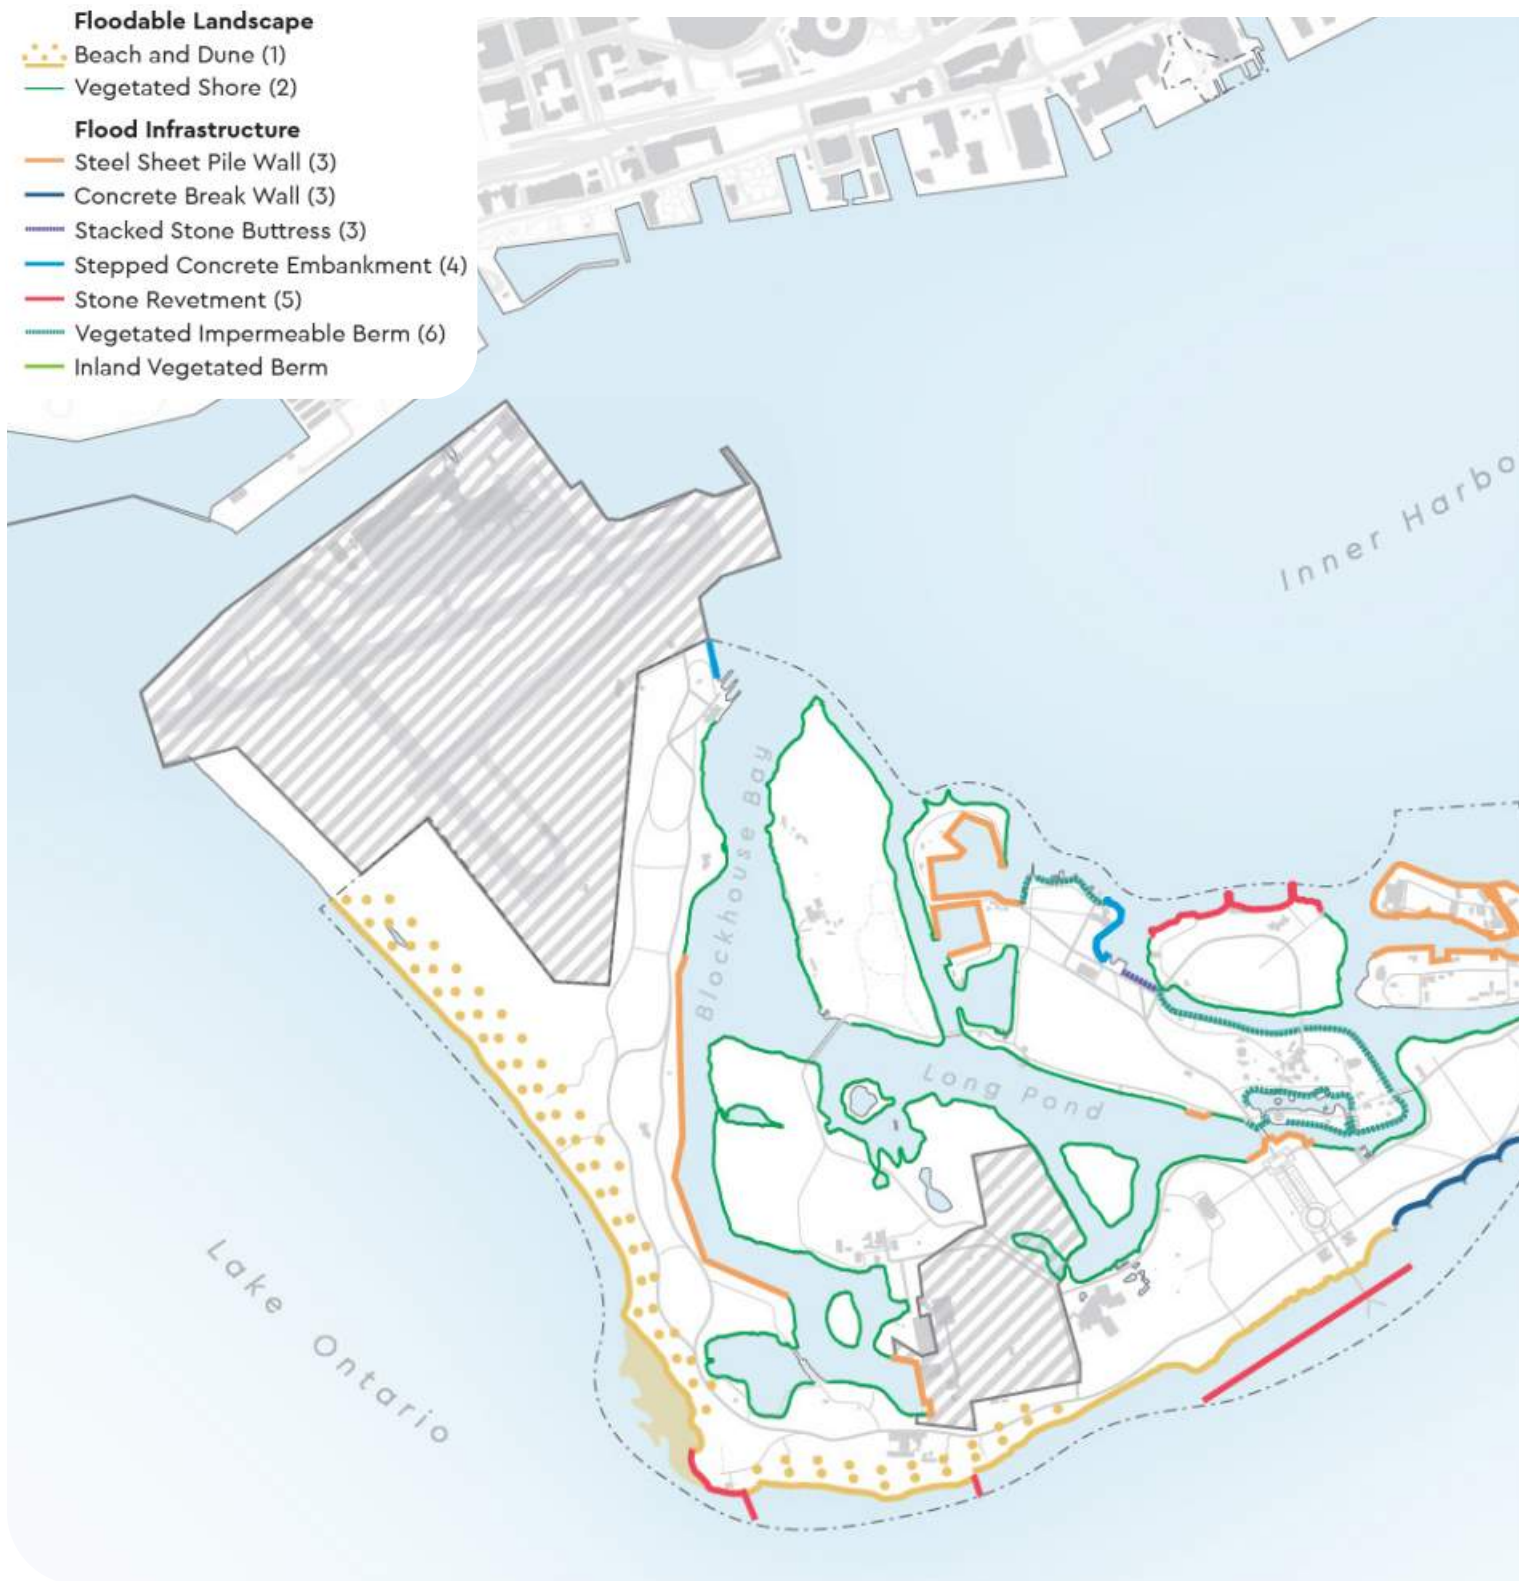 Floodable Landscape
Beach and Dune (1)
Vegetated Shore (2)
Flood Infrastructure
Steel Sheet Pile Wall (3)
Concrete Break Wall (3)
Stacked Stone Buttress (3)
Stepped Concrete Embankment (4)
Stone Revetment (5)
Vegetated Impermeable Berm (6)
Inland Vegetated Berm
Inner Harbo
Blockhouse Bay
Long Pond
Lake Ontario